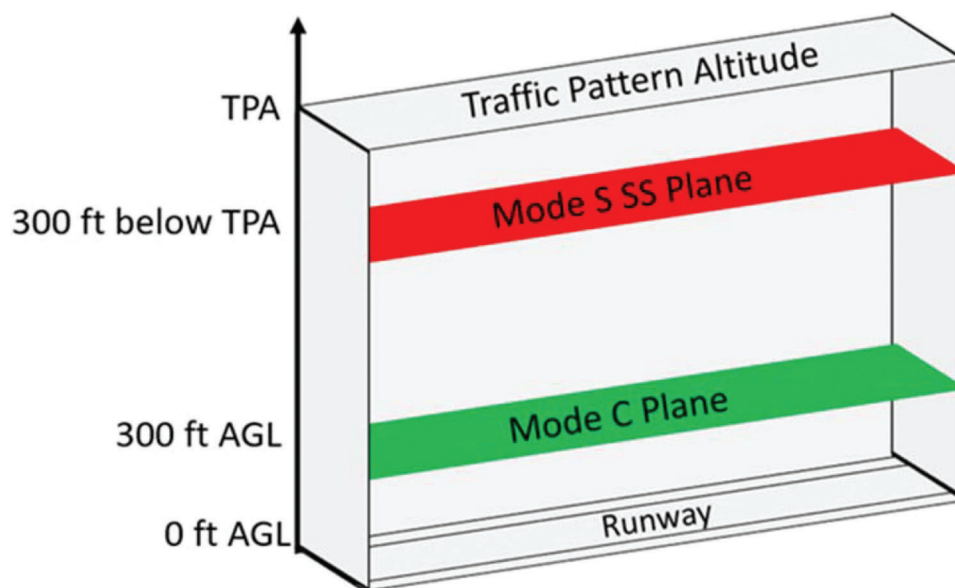 TPA
Traffic Pattern Altitude
300 ft below TPA
Mode S SS Plane
300 ft AGL
Mode C Plane
0 ft AGL
Runway